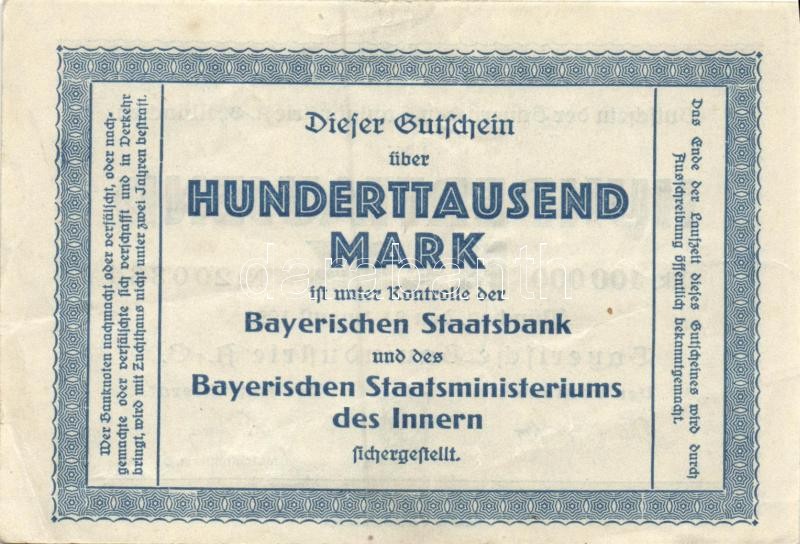 Wer Banknoten nachmacht oder verfälscht, oder nach-
gemachte oder verfälschte sich verschafft und in Verkehr
bringt, wird mit Zuchthaus nicht unter zwei Jahren bestraft.
Dieser Gutschein
über
HUNDERTTAUSEND
MARK
ist unter Kontrolle der
Bayerischen Staatsbank
und des
Bayerischen Staatsministeriums
des Innern
sichergestellt.
Das Ende der Laufzeit dieses Gutscheines wird durch
Ausschreibung öffentlich bekanntgemacht.